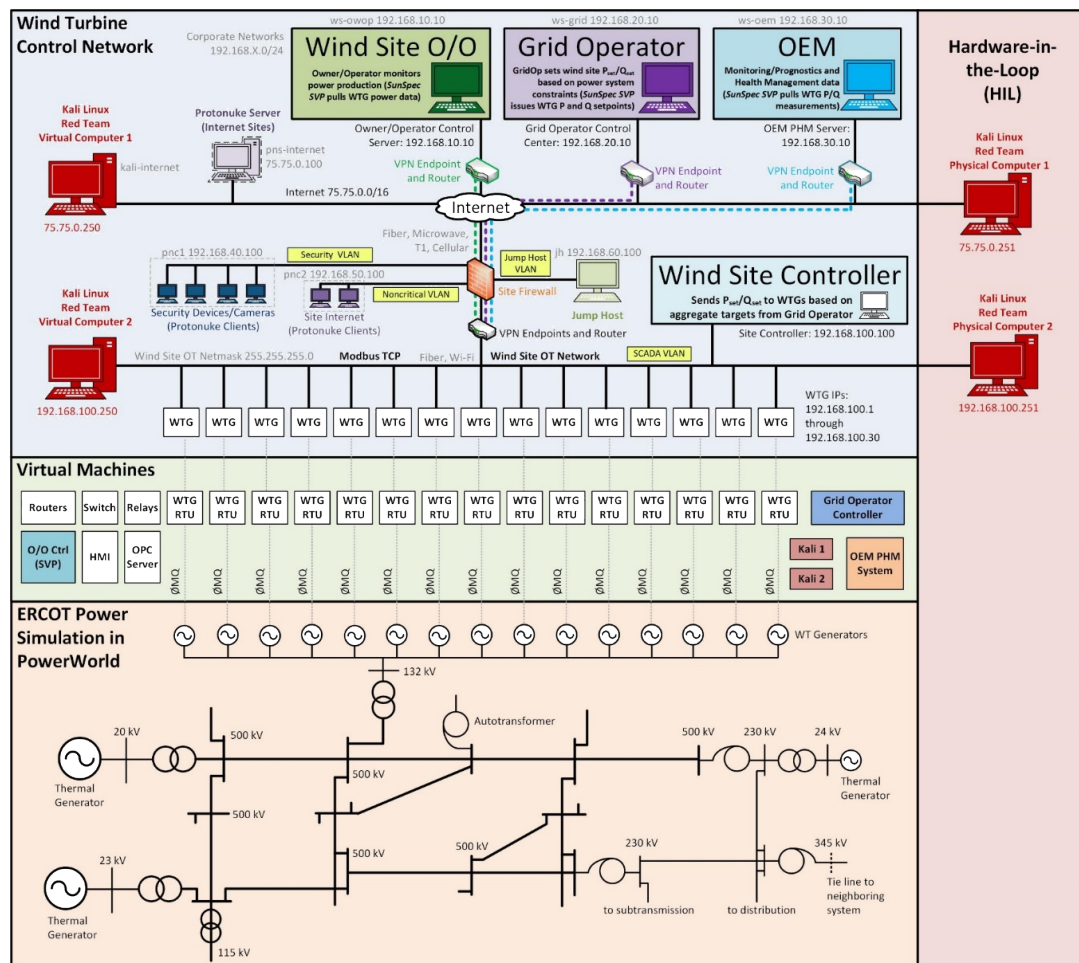 Wind Turbine
Control Network
Corporate Networks
192.168.X.0/24
ws-owop 192.168.10.10
Wind Site O/O
Owner/Operator monitors
power production (SunSpec
SVP pulls WTG power data)
ws-grid 192.168.20.10
Grid Operator
GridOp sets wind site Pset/Qset
based on power system
constraints (SunSpec SVP
issues WTG P and Q setpoints)
ws-oem 192.168.30.10
OEM
Monitoring/Prognostics and
Health Management data
(SunSpec SVP pulls WTG P/Q
measurements)
Hardware-in-
the-Loop
(HIL)
Kali Linux
Red Team
Virtual Computer 1
kali-internet
75.75.0.250
Protonuke Server
(Internet Sites)
pns-internet
75.75.0.100
Owner/Operator Control
Server: 192.168.10.10
Grid Operator Control
Center: 192.168.20.10
OEM PHM Server:
192.168.30.10
VPN Endpoint
and Router
VPN Endpoint
and Router
VPN Endpoint
and Router
Kali Linux
Red Team
Physical Computer 1
75.75.0.251
Internet 75.75.0.0/16
Internet
Fiber, Microwave,
T1, Cellular
pnc1 192.168.40.100
Security VLAN
Jump Host
VLAN
jh 192.168.60.100
pnc2 192.168.50.100
Noncritical VLAN
Site Firewall
Jump Host
Security Devices/Cameras
(Protonuke Clients)
Site Internet
(Protonuke Clients)
VPN Endpoints and Router
Wind Site Controller
Sends Pset/Qset to WTGs based on
aggregate targets from Grid Operator
Site Controller: 192.168.100.100
Kali Linux
Red Team
Virtual Computer 2
192.168.100.250
Kali Linux
Red Team
Physical Computer 2
192.168.100.251
Wind Site OT Netmask 255.255.255.0
Modbus TCP
Fiber, Wi-Fi
Wind Site OT Network
SCADA VLAN
WTG WTG WTG WTG WTG WTG WTG WTG WTG WTG WTG WTG WTG WTG WTG
WTG IPs:
192.168.100.1
through
192.168.100.30
Virtual Machines
Routers
Switch
Relays
WTG WTG WTG WTG WTG WTG WTG WTG WTG WTG WTG WTG WTG WTG WTG
RTU RTU RTU RTU RTU RTU RTU RTU RTU RTU RTU RTU RTU RTU RTU
Grid Operator
Controller
O/O Ctrl
(SVP)
HMI
OPC
Server
ØMQ ØMQ ØMQ ØMQ ØMQ ØMQ ØMQ ØMQ ØMQ ØMQ ØMQ ØMQ ØMQ ØMQ ØMQ
Kali 1
Kali 2
OEM PHM
System
ERCOT Power
Simulation in
PowerWorld
WT Generators
132 kV
Autotransformer
20 kV
500 kV
500 kV
500 kV
230 kV
24 kV
Thermal
Generator
Thermal
Generator
500 kV
23 kV
500 kV
500 kV
230 kV
345 kV
Thermal
Generator
115 kV
to subtransmission
to distribution
Tie line to
neighboring
system